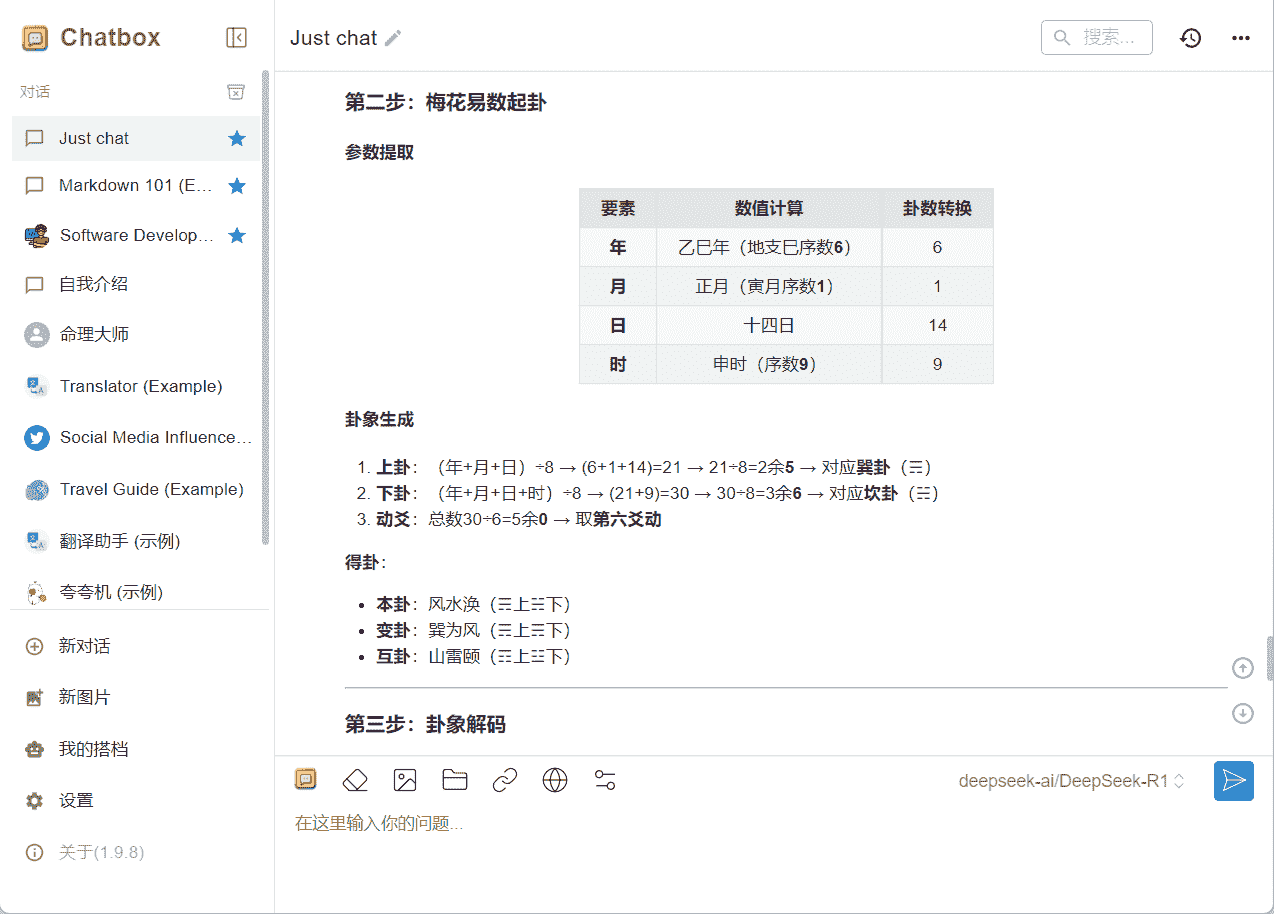 Chatbox
对话
Just chat
Markdown 101 (E...
Software Develop...
自我介绍
命理大师
Translator (Example)
Social Media Influence...
Travel Guide (Example)
翻译助手 (示例)
夸夸机 (示例)
新对话
新图片
我的搭档
设置
关于(1.9.8)
Just chat
搜索...
第二步：梅花易数起卦
参数提取
要素 数值计算 卦数转换
年 乙巳年（地支巳序数6） 6
月 正月（寅月序数1） 1
日 十四日 14
时 申时（序数9） 9
卦象生成
1. 上卦：（年+月+日）÷8 → (6+1+14)=21 → 21÷8=2余5 → 对应巽卦（☴）
2. 下卦：（年+月+日+时）÷8 → (21+9)=30 → 30÷8=3余6 → 对应坎卦（☵）
3. 动爻：总数30÷6=5余0 → 取第六爻动
得卦：
• 本卦：风水涣（☴上☵下）
• 变卦：巽为风（☴上☴下）
• 互卦：山雷颐（☶上☳下）
第三步：卦象解码
deepseek-ai/DeepSeek-R1
在这里输入你的问题...